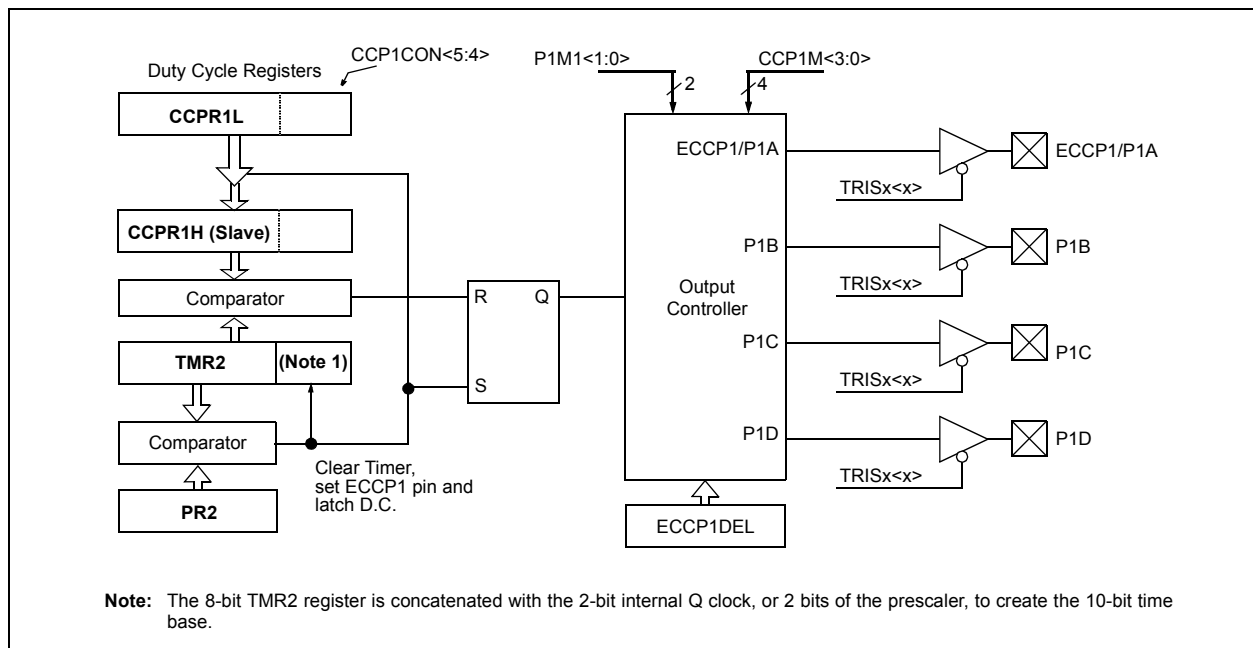 CCP1CON<5:4>
Duty Cycle Registers
CCPR1L
CCPR1H (Slave)
Comparator
TMR2
(Note 1)
Comparator
PR2
Clear Timer,
set ECCP1 pin and
latch D.C.
R
Q
S
P1M1<1:0>
2
CCP1M<3:0>
4
Output
Controller
ECCP1/P1A
P1B
P1C
P1D
ECCP1DEL
TRISx<x>
ECCP1/P1A
TRISx<x>
P1B
TRISx<x>
P1C
TRISx<x>
P1D
Note: The 8-bit TMR2 register is concatenated with the 2-bit internal Q clock, or 2 bits of the prescaler, to create the 10-bit time
base.